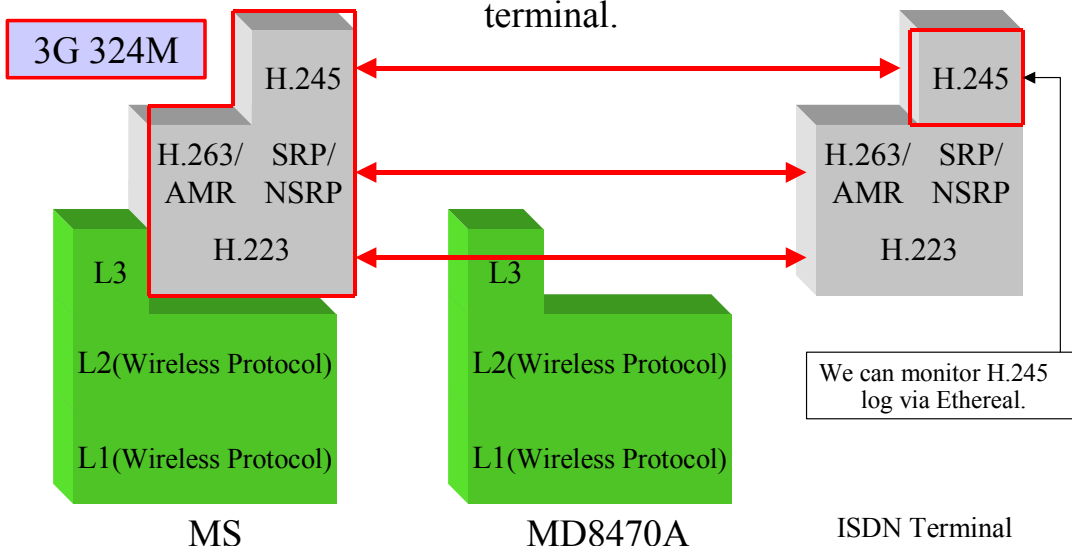 terminal.
3G 324M
H.245
H.263/
AMR
SRP/
NSRP
H.223
L3
L2(Wireless Protocol)
L1(Wireless Protocol)
MS
L3
L2(Wireless Protocol)
L1(Wireless Protocol)
MD8470A
H.245
H.263/
AMR
SRP/
NSRP
H.223
We can monitor H.245
log via Ethereal.
ISDN Terminal